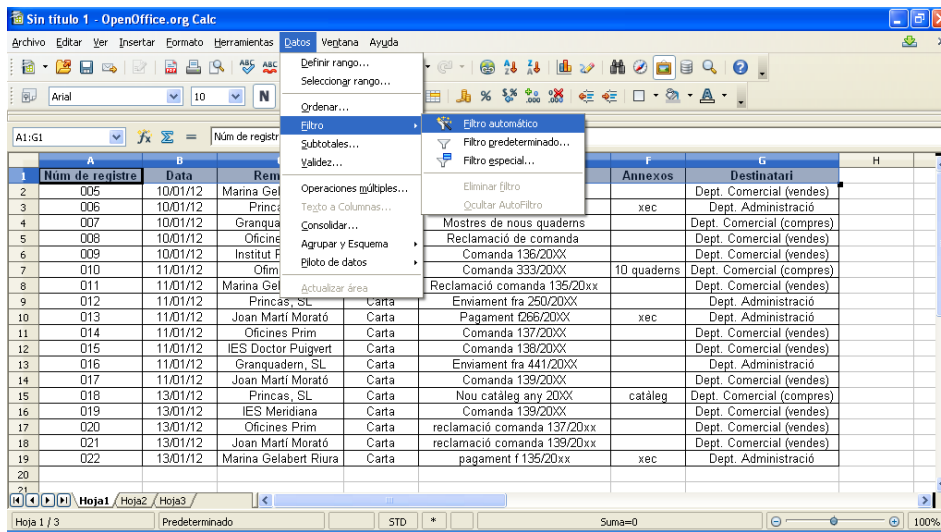 Sin título 1 - OpenOffice.org Calc
Archivo Editar Ver Insertar Formato Herramientas Datos Ventana Ayuda
Arial 10 N
A1:G1 Núm de registr
Definir rango...
Seleccionar rango...
Ordenar...
Filtro
Subtotales...
Validez...
Operaciones múltiples...
Texto a Columnas...
Consolidar...
Agrupar y Esquema
Piloto de datos
Actualizar área
Filtro automático
Filtro predeterminado...
Filtro especial...
Eliminar filtro
Ocultar AutoFiltro
A B F G H
1 Núm de registre Data Rem Annexos Destinatari
2 005 10/01/12 Marina Gel Dept. Comercial (vendes)
3 006 10/01/12 Princa xec Dept. Administració
4 007 10/01/12 Granqua Mostres de nous quaderns Dept. Comercial (compres)
5 008 10/01/12 Oficine Reclamació de comanda Dept. Comercial (vendes)
6 009 10/01/12 Institut Comanda 136/20XX Dept. Comercial (vendes)
7 010 11/01/12 Ofim Comanda 333/20XX 10 quaderns Dept. Comercial (compres)
8 011 11/01/12 Marina Gel Reclamació comanda 135/20xx Dept. Comercial (vendes)
9 012 11/01/12 Princas, SL Carta Enviament fra 250/20XX Dept. Administració
10 013 11/01/12 Joan Martí Morató Carta Pagament f266/20XX xec Dept. Administració
11 014 11/01/12 Oficines Prim Carta Comanda 137/20XX Dept. Comercial (vendes)
12 015 11/01/12 IES Doctor Puigvert Carta Comanda 138/20XX Dept. Comercial (vendes)
13 016 11/01/12 Granquadern, SL Carta Enviament fra 441/20XX Dept. Administració
14 017 11/01/12 Joan Martí Morató Carta Comanda 139/20XX Dept. Comercial (vendes)
15 018 13/01/12 Princas, SL Carta Nou catàleg any 20XX catàleg Dept. Comercial (compres)
16 019 13/01/12 IES Meridiana Carta Comanda 139/20XX Dept. Comercial (vendes)
17 020 13/01/12 Oficines Prim Carta reclamació comanda 137/20xx Dept. Comercial (vendes)
18 021 13/01/12 Joan Martí Morató Carta reclamació comanda 139/20xx Dept. Comercial (vendes)
19 022 13/01/12 Marina Gelabert Riura Carta pagament f 135/20xx xec Dept. Administració
20
21
Hoja1 Hoja2 Hoja3
Hoja 1 / 3 Predeterminado STD * Suma=0 100%